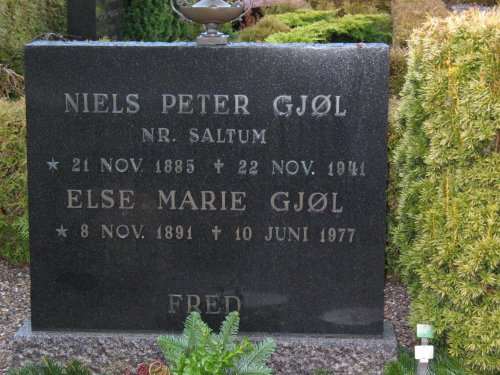 NIELS PETER GJØL
NR. SALTUM
* 21 NOV. 1885 ✝ 22 NOV. 1941
ELSE MARIE GJØL
* 8 NOV. 1891 ✝ 10 JUNI 1977
FRED